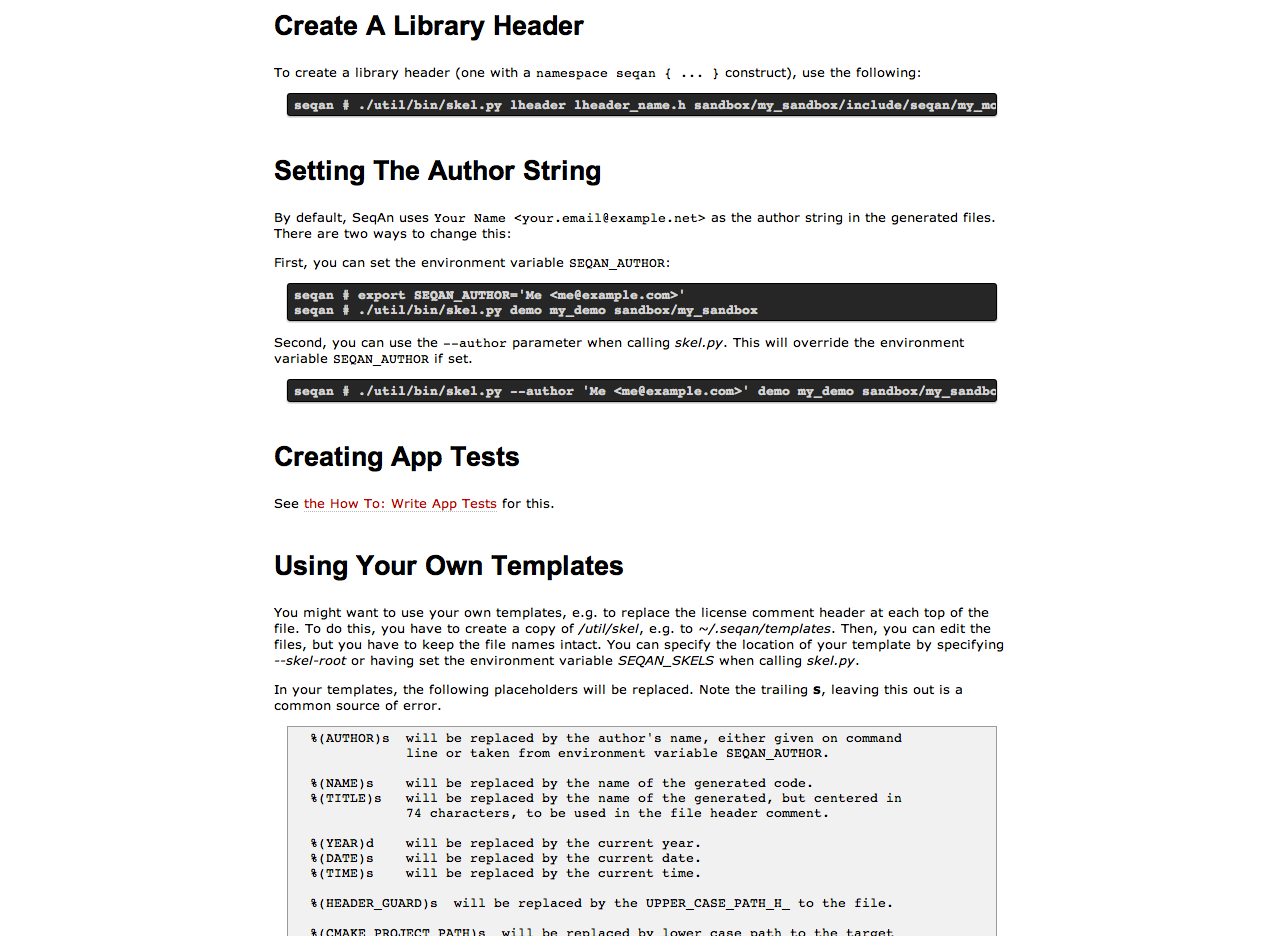 Create A Library Header
To create a library header (one with a namespace seqan { ... } construct), use the following:
seqan # ./util/bin/skel.py lheader lheader_name.h sandbox/my_sandbox/include/seqan/my_mo
Setting The Author String
By default, SeqAn uses Your Name <your.email@example.net> as the author string in the generated files.
There are two ways to change this:
First, you can set the environment variable SEQAN_AUTHOR:
seqan # export SEQAN_AUTHOR='Me <me@example.com>'
seqan # ./util/bin/skel.py demo my_demo sandbox/my_sandbox
Second, you can use the --author parameter when calling skel.py. This will override the environment
variable SEQAN_AUTHOR if set.
seqan # ./util/bin/skel.py --author 'Me <me@example.com>' demo my_demo sandbox/my_sandbo
Creating App Tests
See the How To: Write App Tests for this.
Using Your Own Templates
You might want to use your own templates, e.g. to replace the license comment header at each top of the
file. To do this, you have to create a copy of /util/skel, e.g. to ~/.seqan/templates. Then, you can edit the
files, but you have to keep the file names intact. You can specify the location of your template by specifying
--skel-root or having set the environment variable SEQAN_SKELS when calling skel.py.
In your templates, the following placeholders will be replaced. Note the trailing s, leaving this out is a
common source of error.
%(AUTHOR)s  will be replaced by the author's name, either given on command
line or taken from environment variable SEQAN_AUTHOR.
%(NAME)s    will be replaced by the name of the generated code.
%(TITLE)s   will be replaced by the name of the generated, but centered in
74 characters, to be used in the file header comment.
%(YEAR)d    will be replaced by the current year.
%(DATE)s    will be replaced by the current date.
%(TIME)s    will be replaced by the current time.
%(HEADER_GUARD)s  will be replaced by the UPPER_CASE_PATH_H_ to the file.
%(CMAKE_PROJECT_PATH)s  will be replaced by lower case path to the target